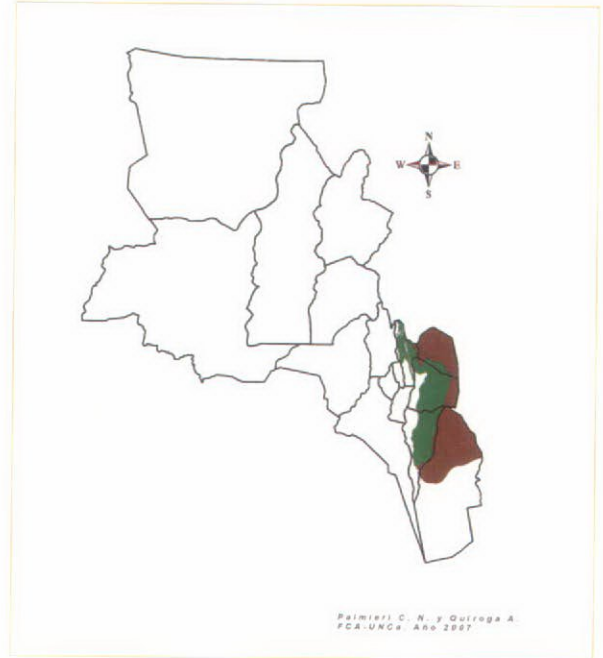 N
W E
S
Palmieri C. N. y Quiroga A.
FCA-UNCa. Año 2007